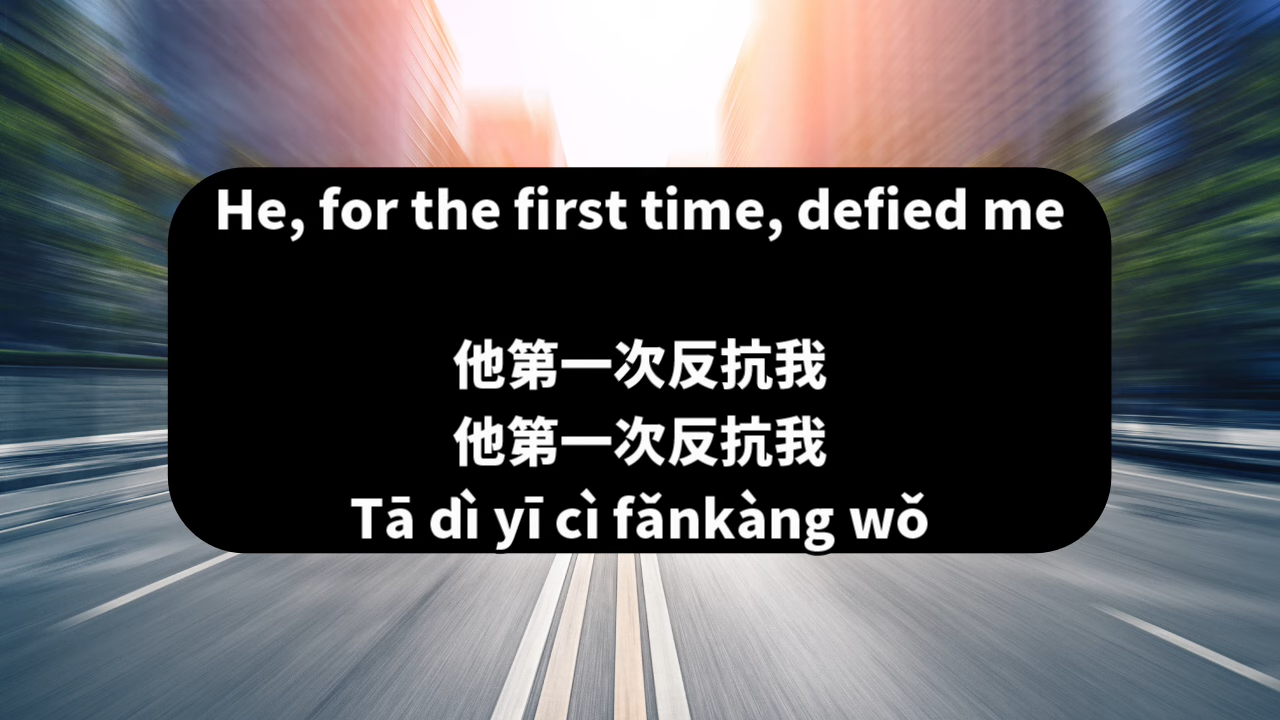 He, for the first time, defied me
他第一次反抗我
他第一次反抗我
Tā dì yī cì fǎnkàng wǒ